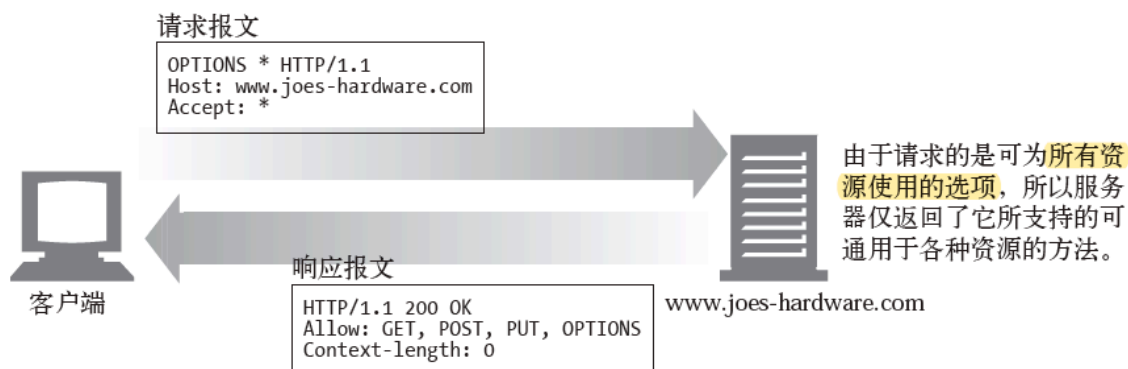 请求报文
OPTIONS * HTTP/1.1
Host: www.joes-hardware.com
Accept: *
由于请求的是可为所有资
源使用的选项，所以服务
器仅返回了它所支持的可
通用于各种资源的方法。
客户端
响应报文
HTTP/1.1 200 OK
Allow: GET, POST, PUT, OPTIONS
Context-length: 0
www.joes-hardware.com